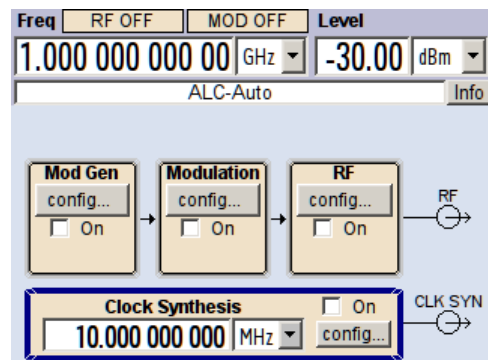 Freq RF OFF MOD OFF Level
1.000 000 000 00 GHz -30.00 dBm
ALC-Auto Info
Mod Gen Modulation RF
config... config... config... RF
On On On
Clock Synthesis On CLK SYN
10.000 000 000 MHz config...